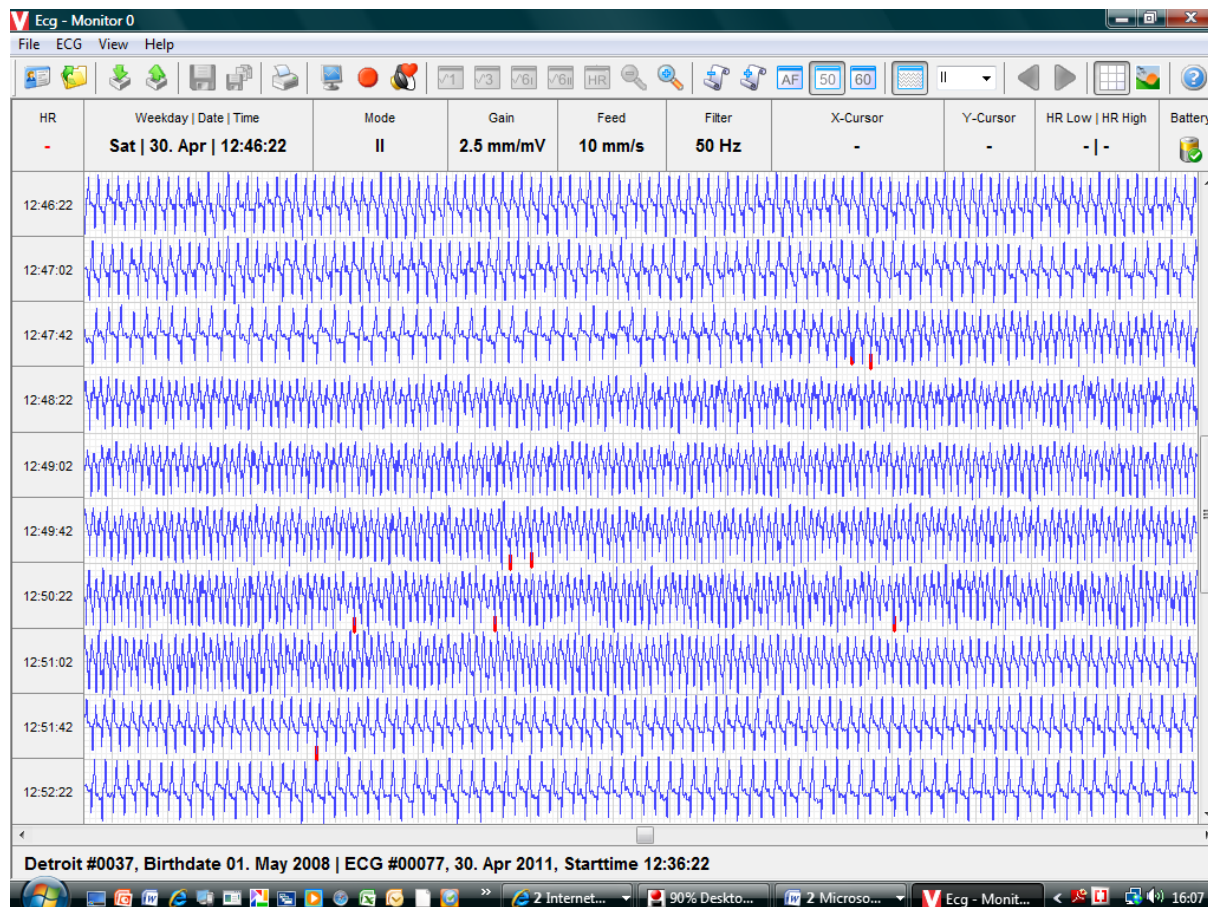 Ecg - Monitor 0
File ECG View Help
√1 √3 √6I √6II HR AF 50 60 II
HR Weekday | Date | Time Mode Gain Feed Filter X-Cursor Y-Cursor HR Low | HR High Battery
- Sat | 30. Apr | 12:46:22 II 2.5 mm/mV 10 mm/s 50 Hz - - - | -
12:46:22
12:47:02
12:47:42
12:48:22
12:49:02
12:49:42
12:50:22
12:51:02
12:51:42
12:52:22
Detroit #0037, Birthdate 01. May 2008 | ECG #00077, 30. Apr 2011, Starttime 12:36:22
2 Internet... 90% Deskto... 2 Microso... Ecg - Monit... 16:07